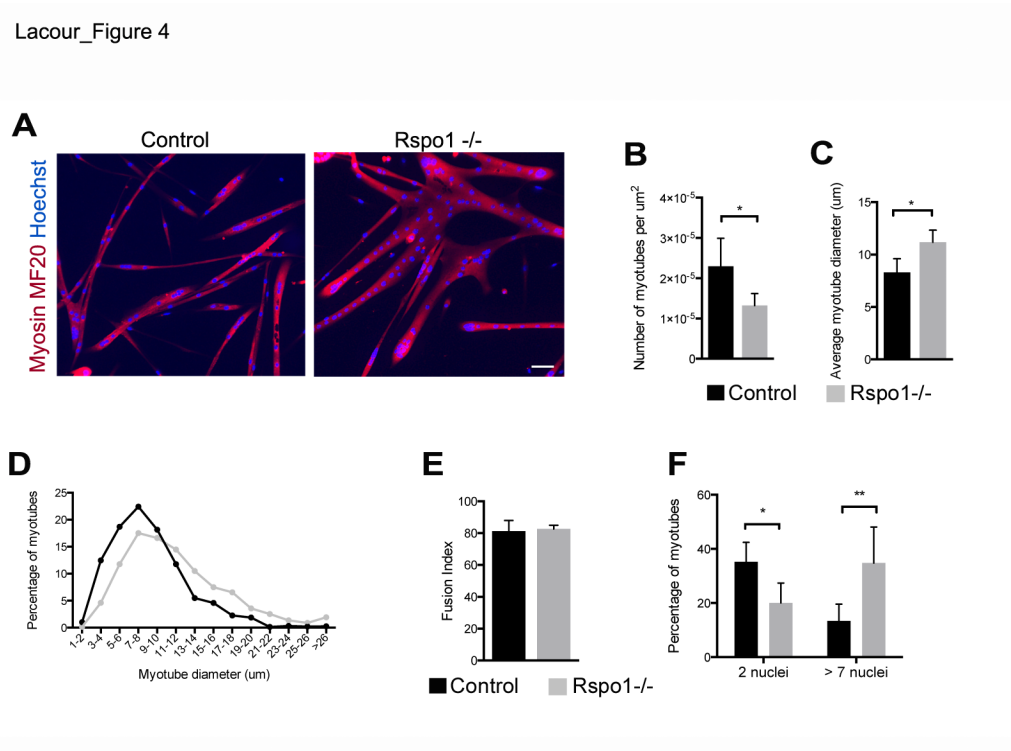 Lacour_Figure 4
A
Control
Rspo1 -/-
Myosin MF20 Hoechst
B
Number of myotubes per um2
4×10-5
3×10-5
2×10-5
1×10-5
0
*
C
Average myotube diameter (um)
15
10
5
0
*
Control
Rspo1-/-
D
Percentage of myotubes
25
20
15
10
5
0
1-2
3-4
5-6
7-8
9-10
11-12
13-14
15-16
17-18
19-20
21-22
23-24
25-26
>26
Myotube diameter (um)
E
Fusion Index
100
80
60
40
20
0
Control
Rspo1-/-
F
Percentage of myotubes
60
40
20
0
*
**
2 nuclei
> 7 nuclei